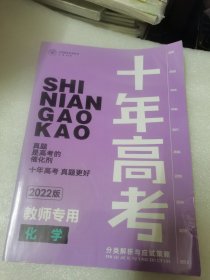 十年高考
SHI
NIAN
GAO
KAO
真题
是高考的
催化剂
十年高考 真题更好
2022版
教师专用
化学
分类解析与应试策略